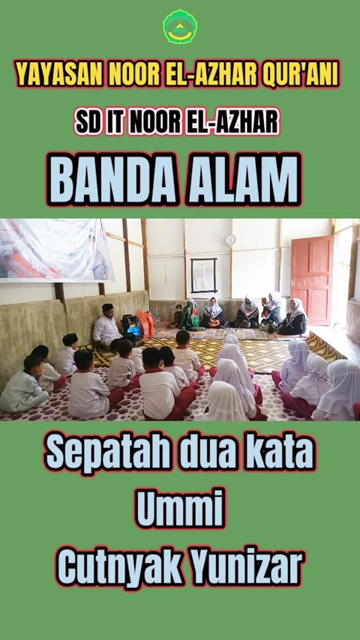 YAYASAN NOOR EL-AZHAR QUR'ANI
SD IT NOOR EL-AZHAR
BANDA ALAM
Sepatah dua kata
Ummi
Cutnyak Yunizar